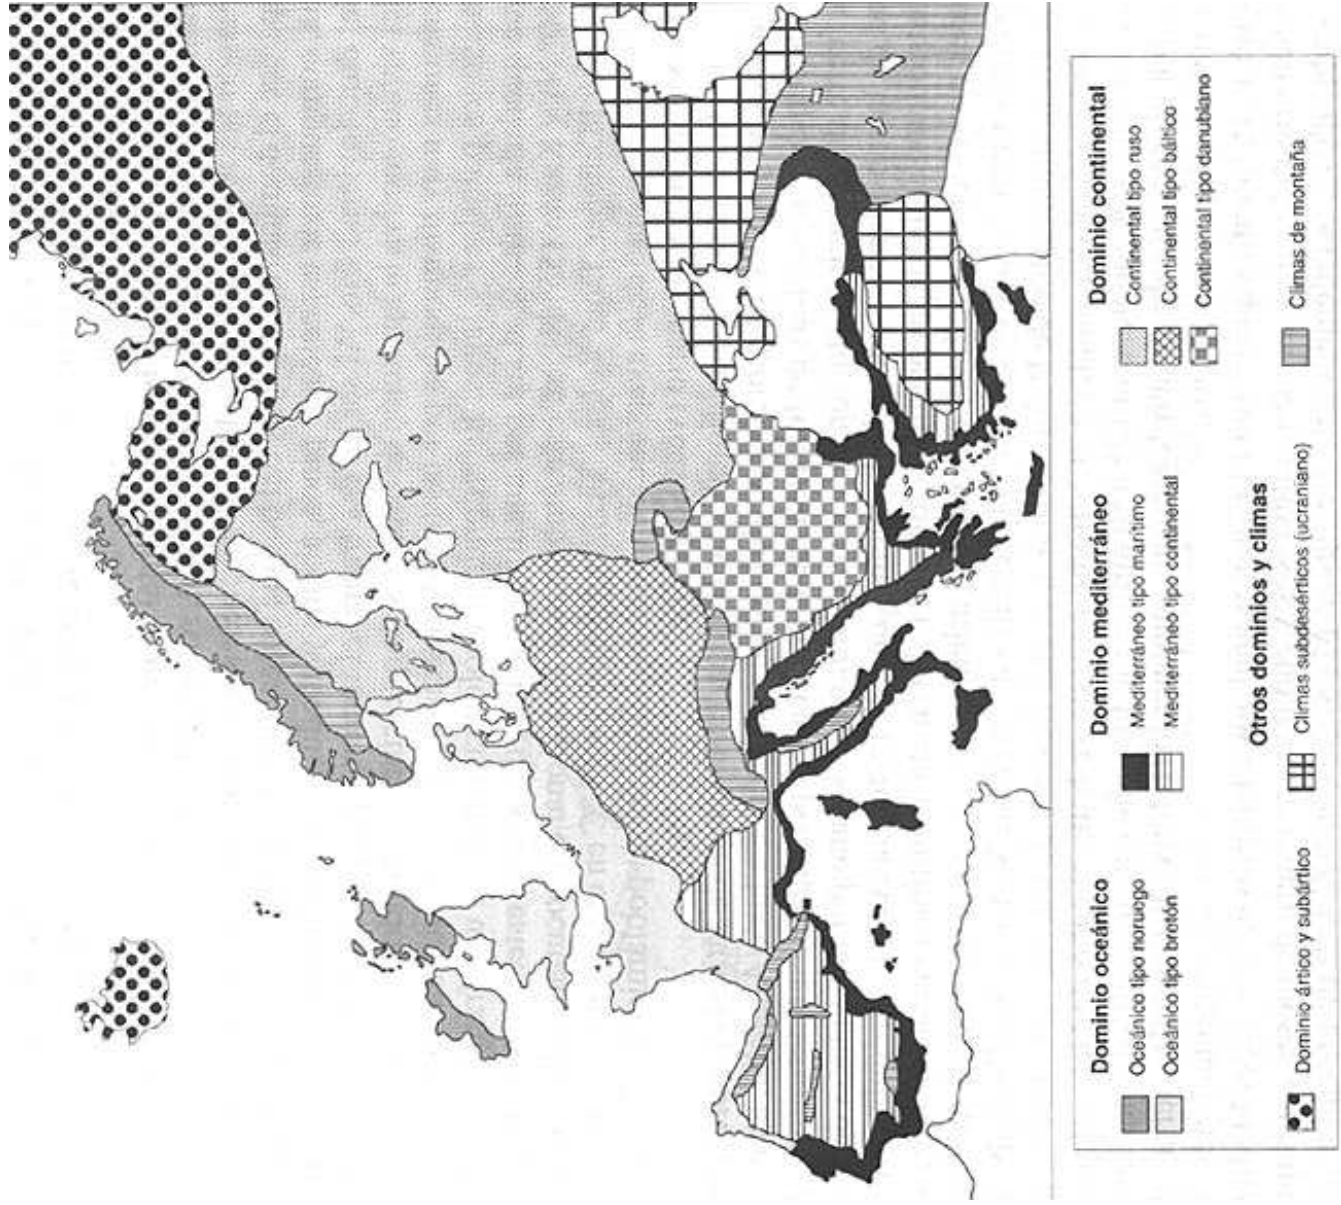 Dominio oceánico
Oceánico tipo noruego
Oceánico tipo bretón
Dominio mediterráneo
Mediterráneo tipo marítimo
Mediterráneo tipo continental
Dominio continental
Continental tipo ruso
Continental tipo báltico
Continental tipo danubiano
Otros dominios y climas
Dominio ártico y subártico
Climas subdesérticos (ucraniano)
Climas de montaña